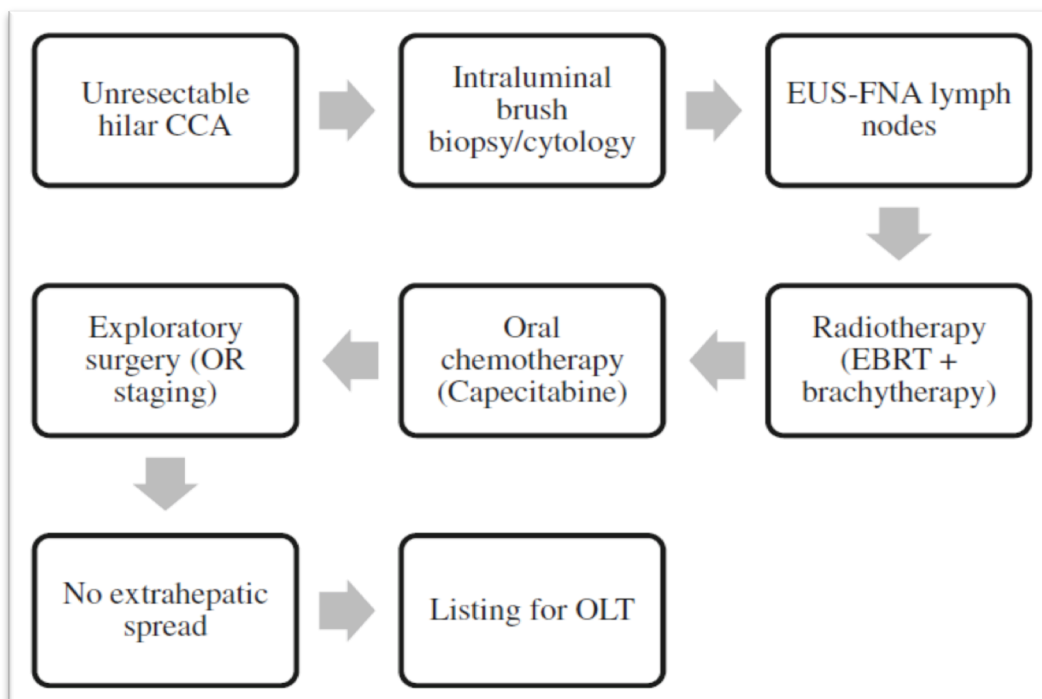 Unresectable
hilar CCA
Intraluminal
brush
biopsy/cytology
EUS-FNA lymph
nodes
Radiotherapy
(EBRT +
brachytherapy)
Oral
chemotherapy
(Capecitabine)
Exploratory
surgery (OR
staging)
No extrahepatic
spread
Listing for OLT